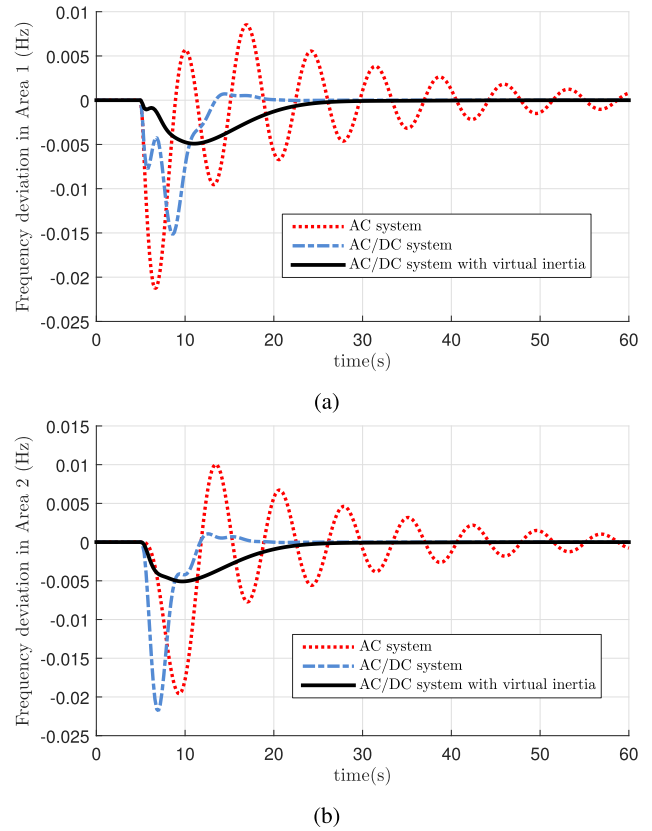 0.01
0.005
0
-0.005
-0.01
-0.015
-0.02
-0.025
Frequency deviation in Area 1 (Hz)
AC system
AC/DC system
AC/DC system with virtual inertia
0 10 20 30 40 50 60
time(s)
(a)
0.015
0.01
0.005
0
-0.005
-0.01
-0.015
-0.02
-0.025
Frequency deviation in Area 2 (Hz)
AC system
AC/DC system
AC/DC system with virtual inertia
0 10 20 30 40 50 60
time(s)
(b)